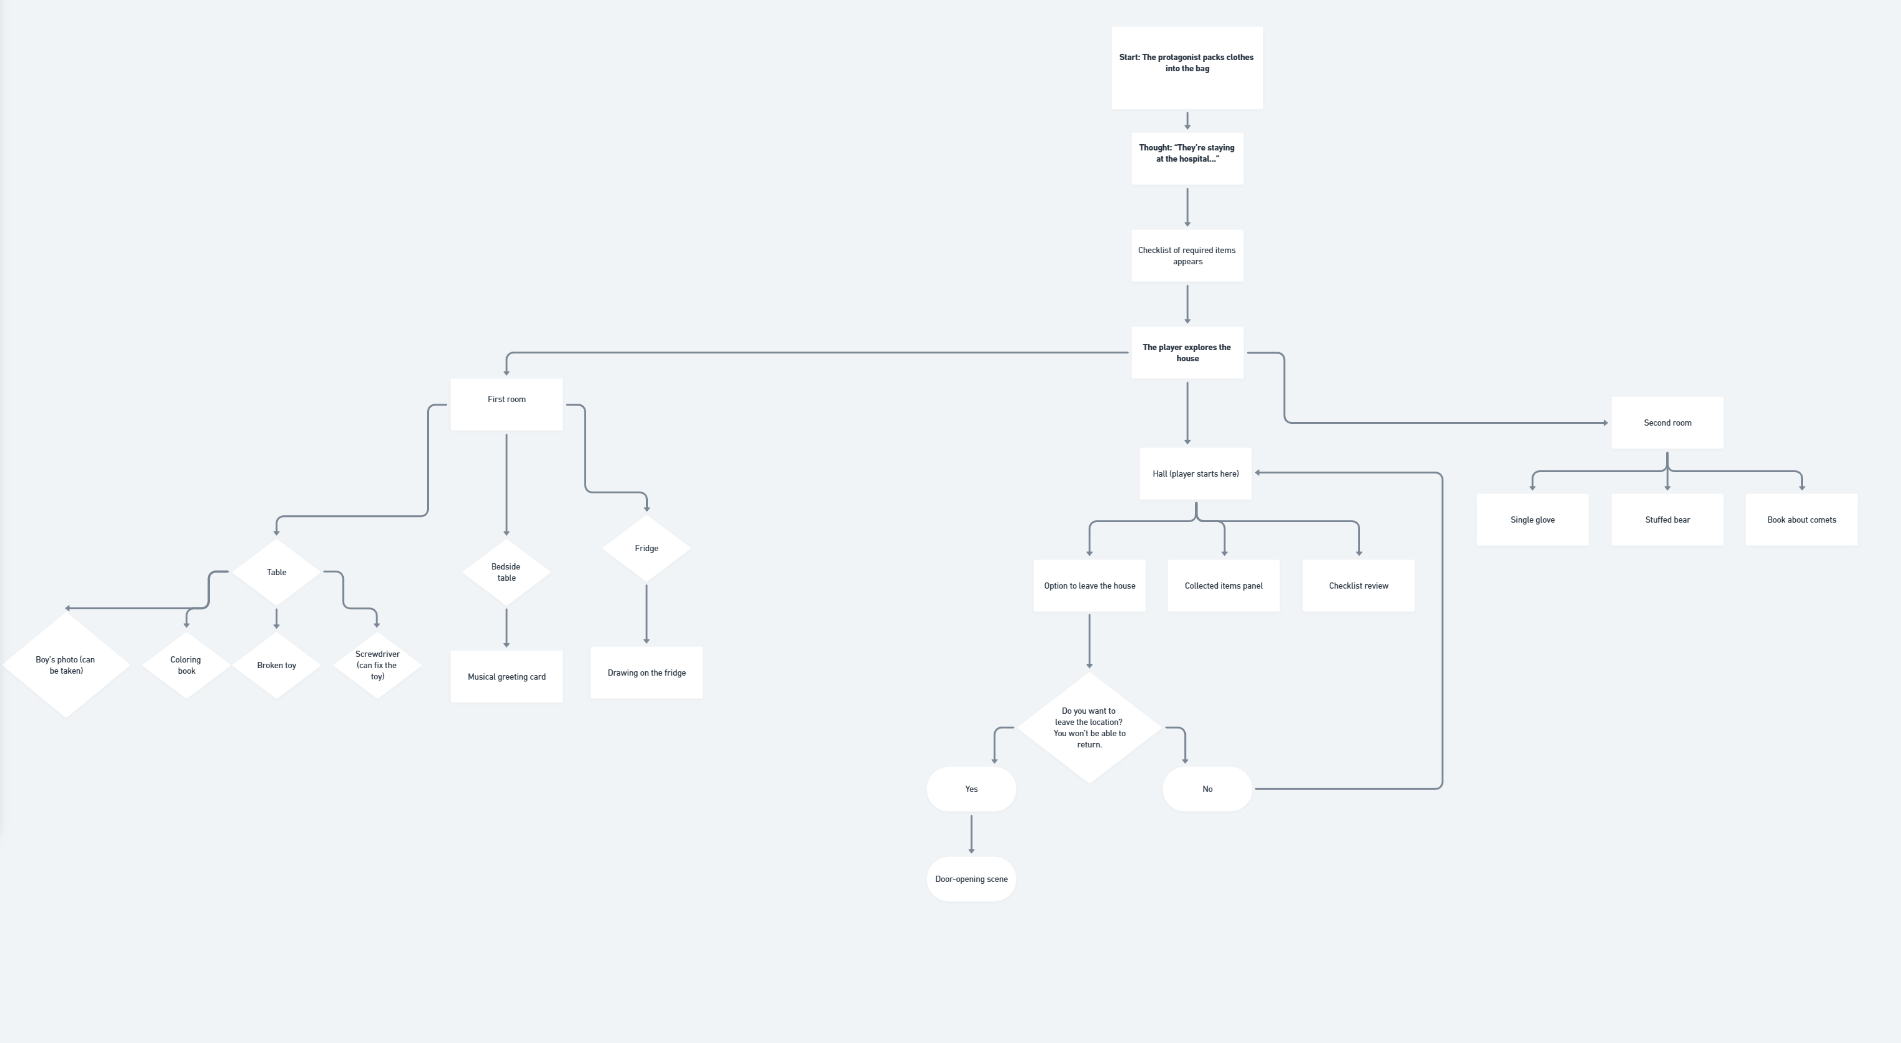 Start: The protagonist packs clothes
into the bag
Thought: “They’re staying
at the hospital...”
Checklist of required items
appears
The player explores the
house
First room
Second room
Hall (player starts here)
Single glove
Stuffed bear
Book about comets
Table
Bedside
table
Fridge
Option to leave the house
Collected items panel
Checklist review
Boy’s photo (can
be taken)
Coloring
book
Broken toy
Screwdriver
(can fix the
toy)
Musical greeting card
Drawing on the fridge
Do you want to
leave the location?
You won’t be able to
return.
Yes
No
Door-opening scene